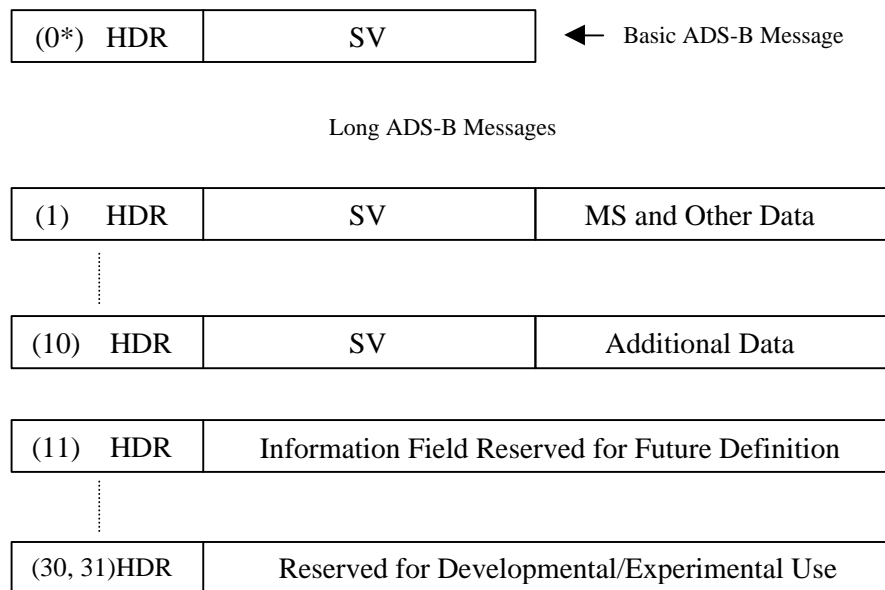 (0*) HDR SV Basic ADS-B Message
Long ADS-B Messages
(1) HDR SV MS and Other Data
(10) HDR SV Additional Data
(11) HDR Information Field Reserved for Future Definition
(30, 31)HDR Reserved for Developmental/Experimental Use